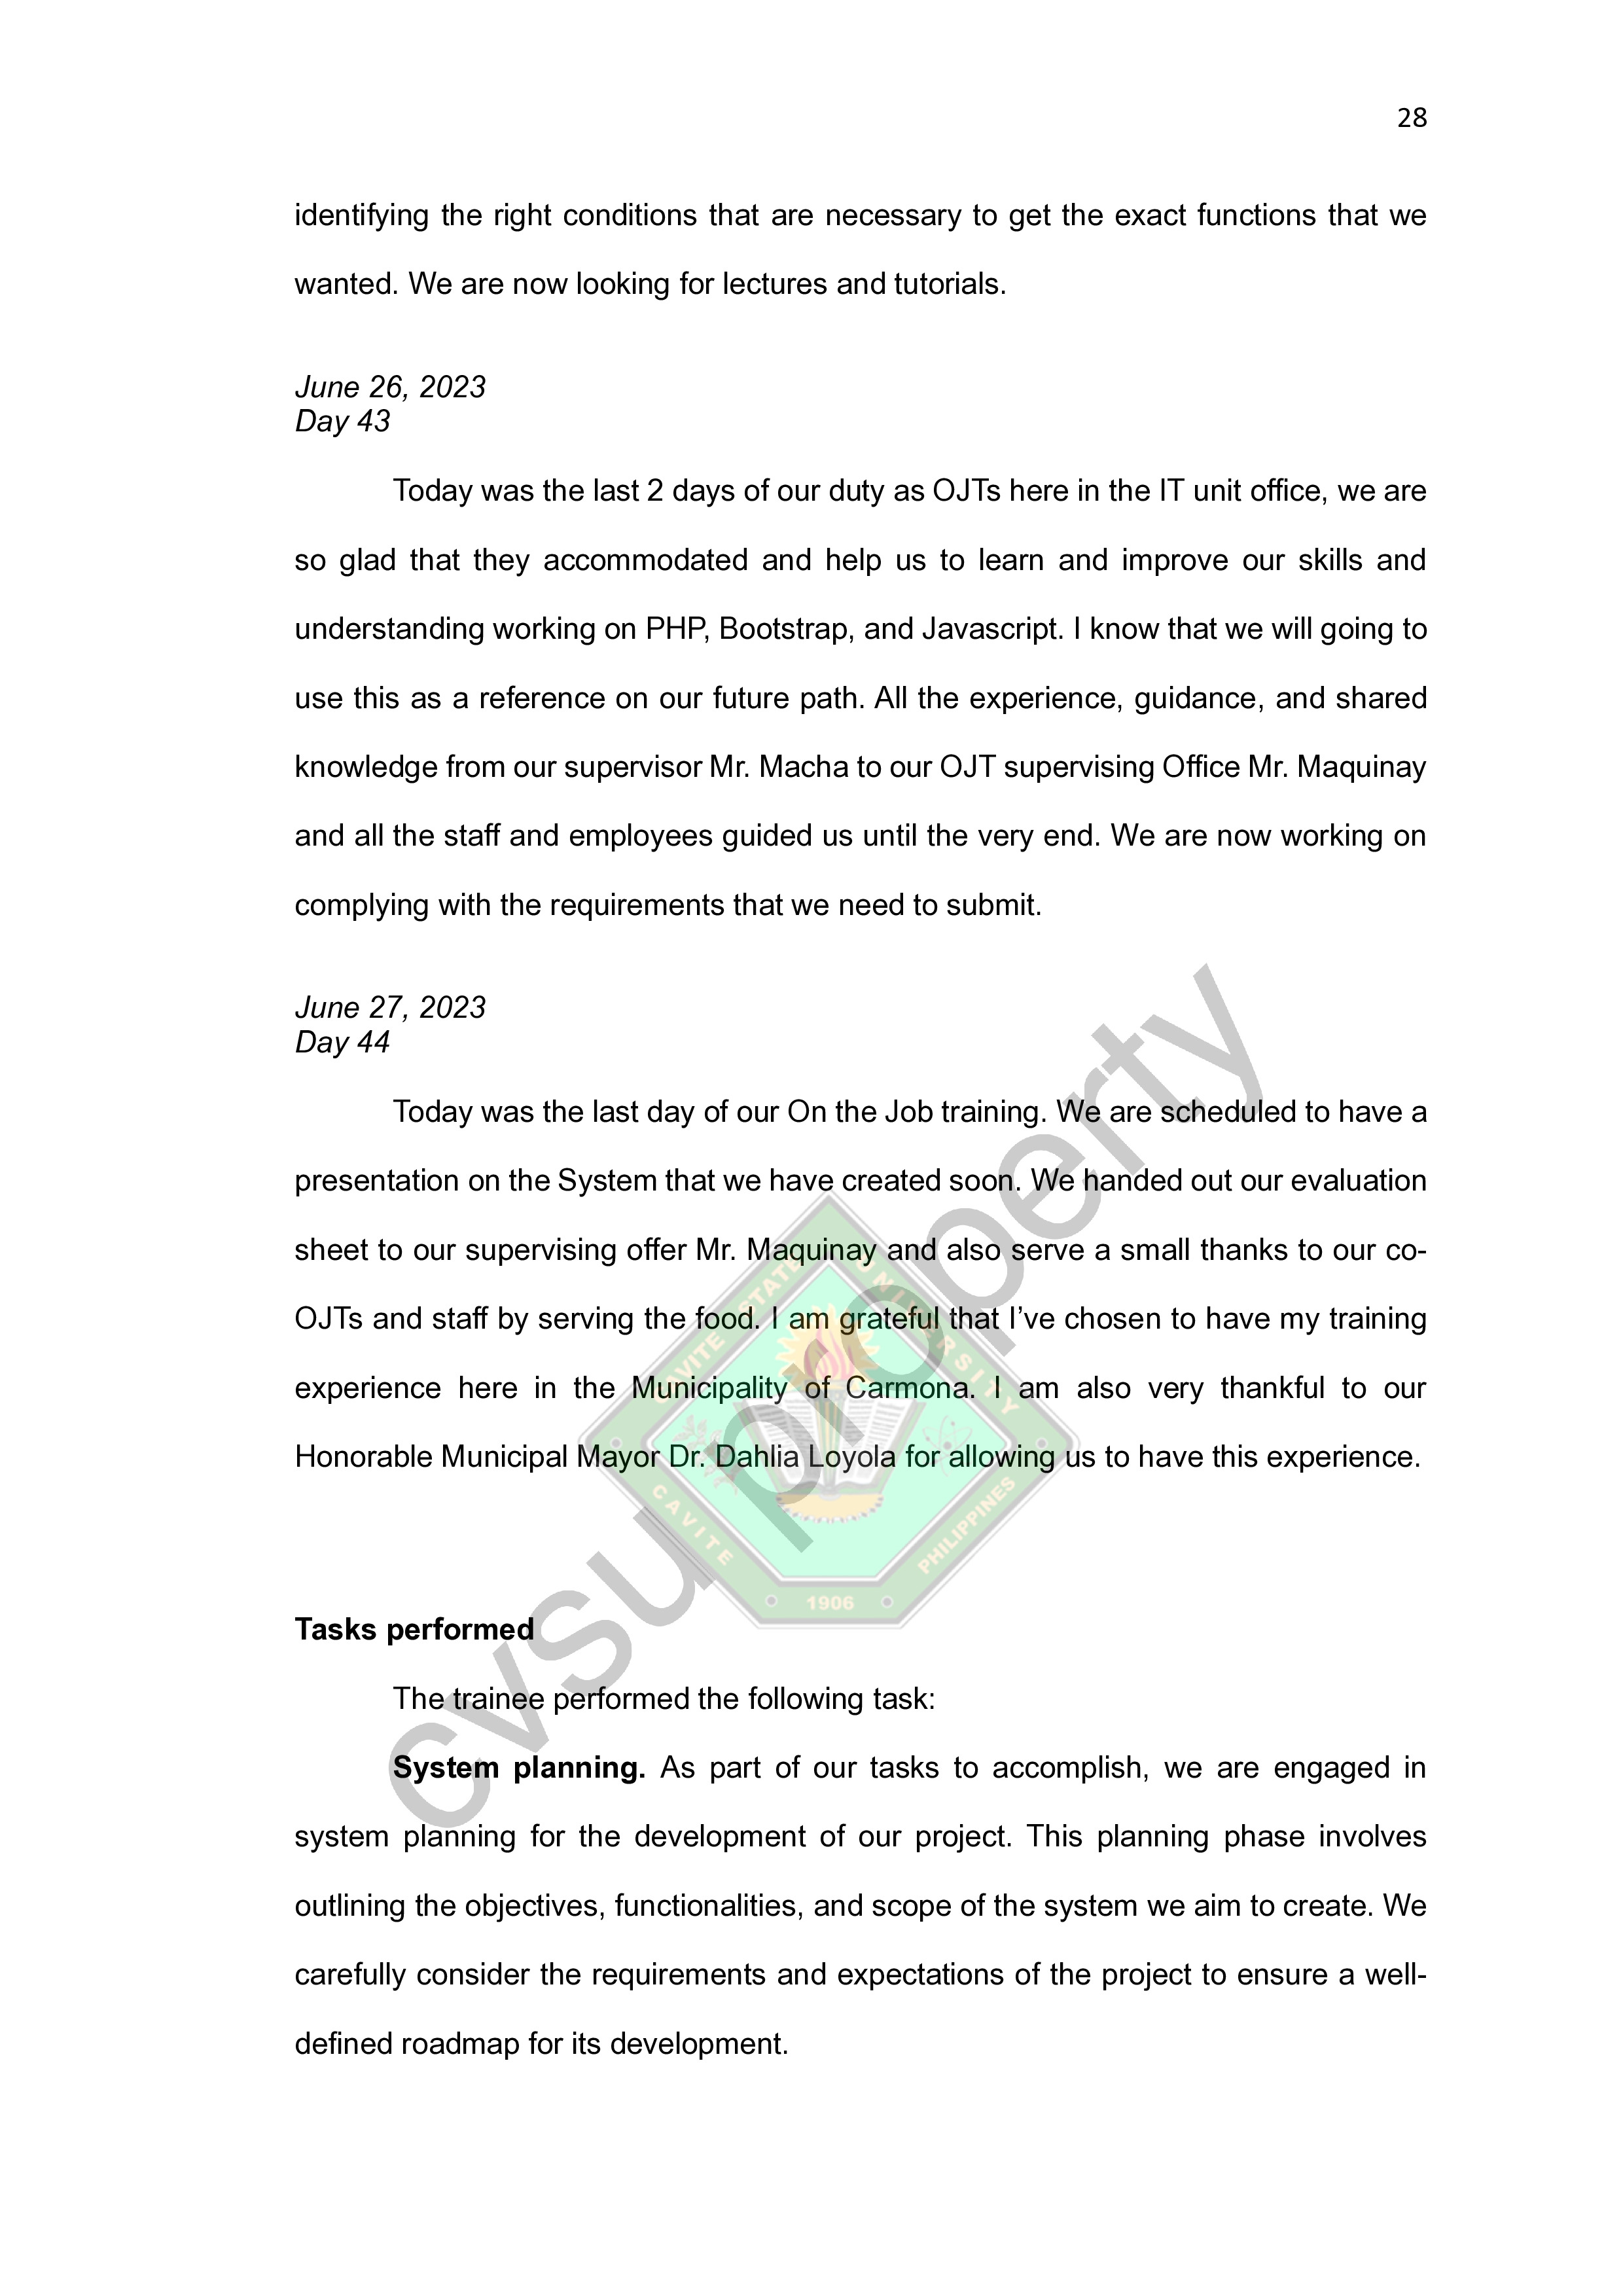 28
identifying the right conditions that are necessary to get the exact functions that we
wanted. We are now looking for lectures and tutorials.
June 26, 2023
Day 43
Today was the last 2 days of our duty as OJTs here in the IT unit office, we are
so glad that they accommodated and help us to learn and improve our skills and
understanding working on PHP, Bootstrap, and Javascript. I know that we will going to
use this as a reference on our future path. All the experience, guidance, and shared
knowledge from our supervisor Mr. Macha to our OJT supervising Office Mr. Maquinay
and all the staff and employees guided us until the very end. We are now working on
complying with the requirements that we need to submit.
June 27, 2023
Day 44
Today was the last day of our On the Job training. We are scheduled to have a
presentation on the System that we have created soon. We handed out our evaluation
sheet to our supervising offer Mr. Maquinay and also serve a small thanks to our co-
OJTs and staff by serving the food. I am grateful that I’ve chosen to have my training
experience here in the Municipality of Carmona. I am also very thankful to our
Honorable Municipal Mayor Dr. Dahlia Loyola for allowing us to have this experience.
Tasks performed
The trainee performed the following task:
System planning. As part of our tasks to accomplish, we are engaged in
system planning for the development of our project. This planning phase involves
outlining the objectives, functionalities, and scope of the system we aim to create. We
carefully consider the requirements and expectations of the project to ensure a well-
defined roadmap for its development.
cvsu property
CAVITE STATE UNIVERSITY
CAVITE
PHILIPPINES
1906